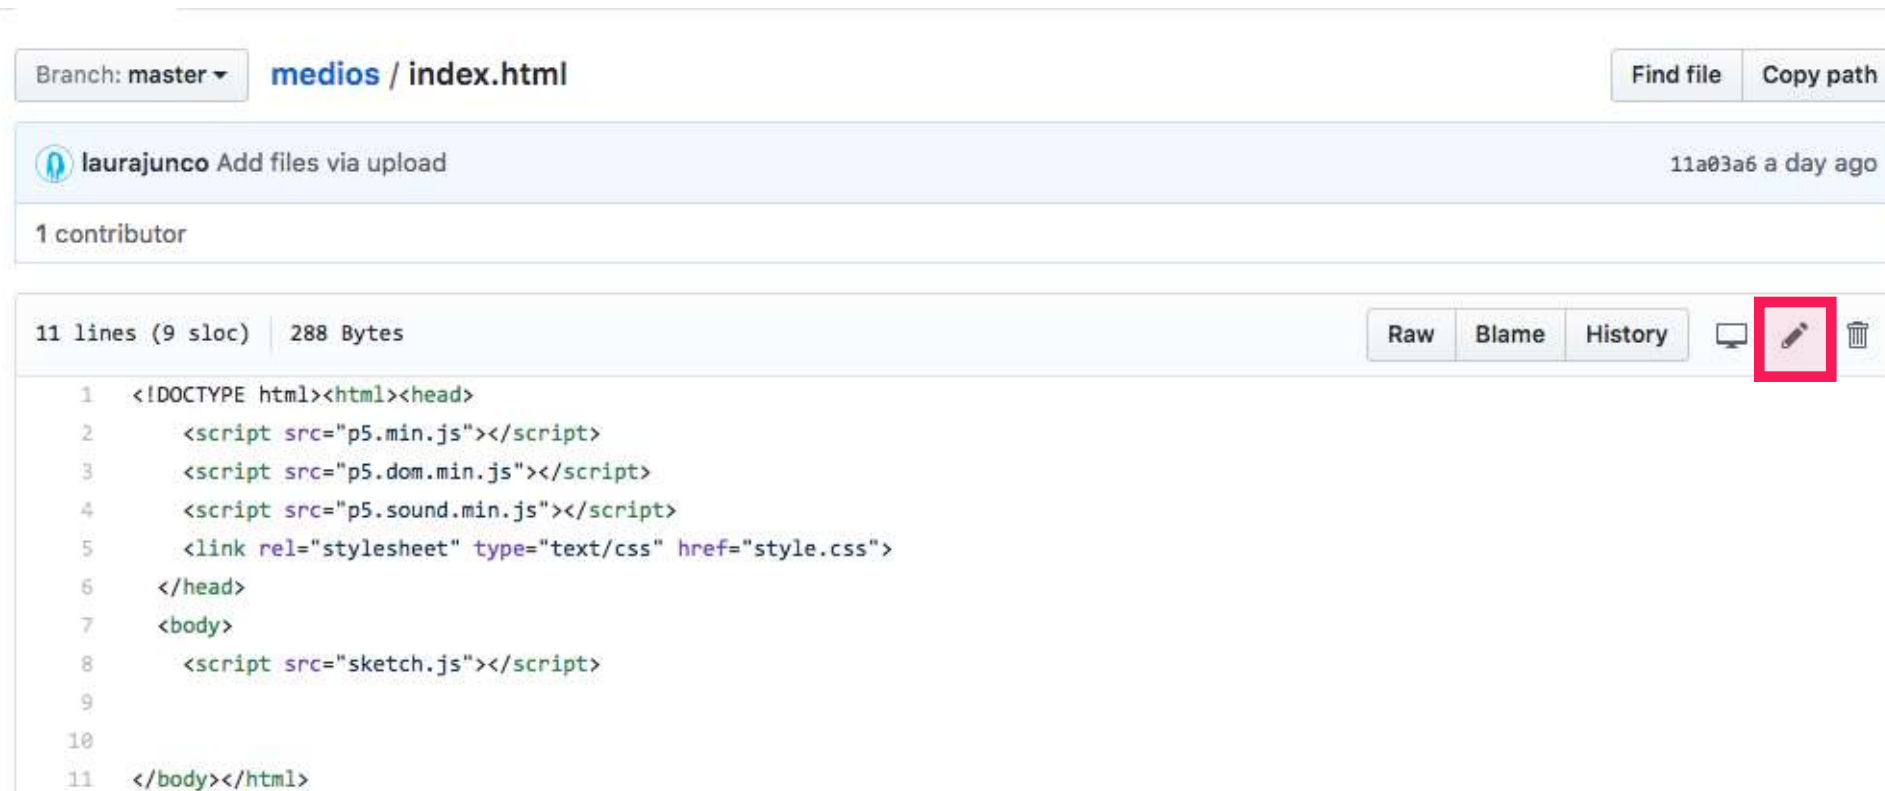 Branch: master medios / index.html Find file Copy path
laurajunco Add files via upload 11a03a6 a day ago
1 contributor
11 lines (9 sloc) 288 Bytes Raw Blame History
1 <!DOCTYPE html><html><head>
2 <script src="p5.min.js"></script>
3 <script src="p5.dom.min.js"></script>
4 <script src="p5.sound.min.js"></script>
5 <link rel="stylesheet" type="text/css" href="style.css">
6 </head>
7 <body>
8 <script src="sketch.js"></script>
9
10
11 </body></html>